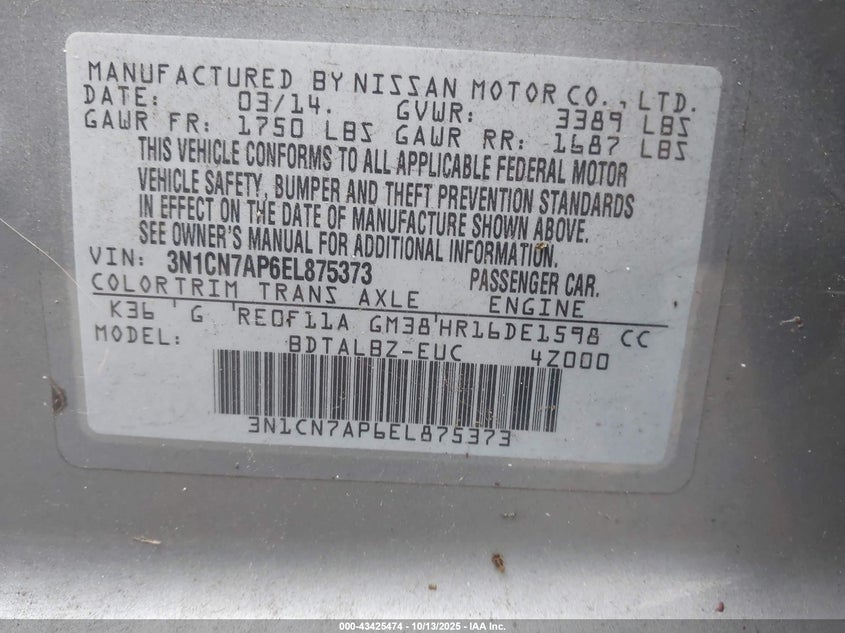 MANUFACTURED BY NISSAN MOTOR CO., LTD.
DATE: 03/14. GVWR: 3389 LBS
GAWR FR: 1750 LBS GAWR RR: 1687 LBS
THIS VEHICLE CONFORMS TO ALL APPLICABLE FEDERAL MOTOR
VEHICLE SAFETY, BUMPER AND THEFT PREVENTION STANDARDS
IN EFFECT ON THE DATE OF MANUFACTURE SHOWN ABOVE.
SEE OWNER'S MANUAL FOR ADDITIONAL INFORMATION.
VIN: 3N1CN7AP6EL875373 PASSENGER CAR.
COLOR TRIM TRANS AXLE ENGINE
K36 G RE0F11A GM38 HR16DE1598 CC
MODEL: BDTALBZ-EUC 4Z000
3N1CN7AP6EL875373
000-43425474 - 10/13/2025 - IAA Inc.